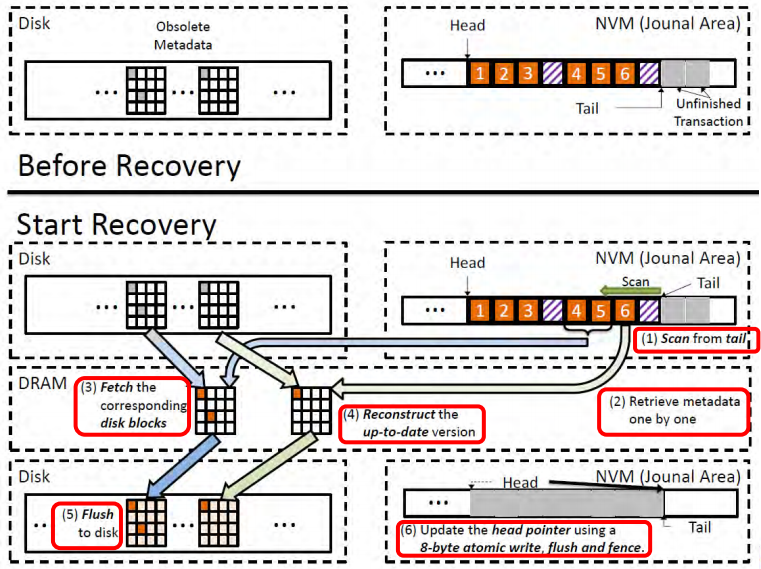 Disk
Obsolete
Metadata
... ... ...
NVM (Jounal Area)
Head
... 1 2 3 4 5 6
Tail
Unfinished
Transaction
Before Recovery
Start Recovery
Disk
... ... ...
NVM (Jounal Area)
Head
Scan
Tail
... 1 2 3 4 5 6
(1) Scan from tail
DRAM
(3) Fetch the
corresponding
disk blocks
(4) Reconstruct the
up-to-date version
(2) Retrieve metadata
one by one
Disk
(5) Flush
to disk
.. ... ...
NVM (Jounal Area)
Head
...
Tail
(6) Update the head pointer using a
8-byte atomic write, flush and fence.